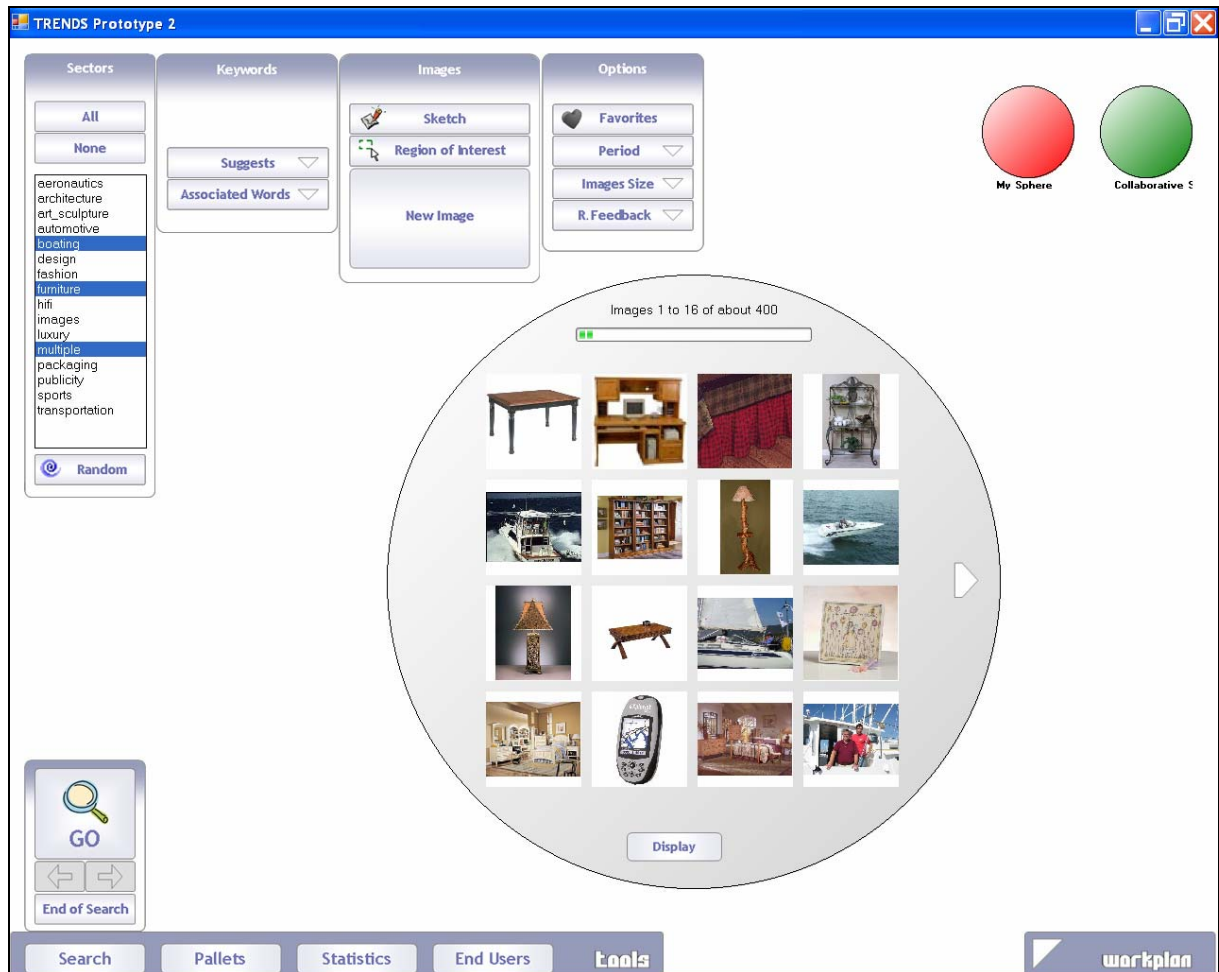 TRENDS Prototype 2
Sectors
All
None
aeronautics
architecture
art_sculpture
automotive
boating
design
fashion
furniture
hifi
images
luxury
multiple
packaging
publicity
sports
transportation
Random
Keywords
Suggests
Associated Words
Images
Sketch
Region of Interest
New Image
Options
Favorites
Period
Images Size
R. Feedback
My Sphere
Collaborative S
Images 1 to 16 of about 400
Display
GO
End of Search
Search
Pallets
Statistics
End Users
tools
workplan